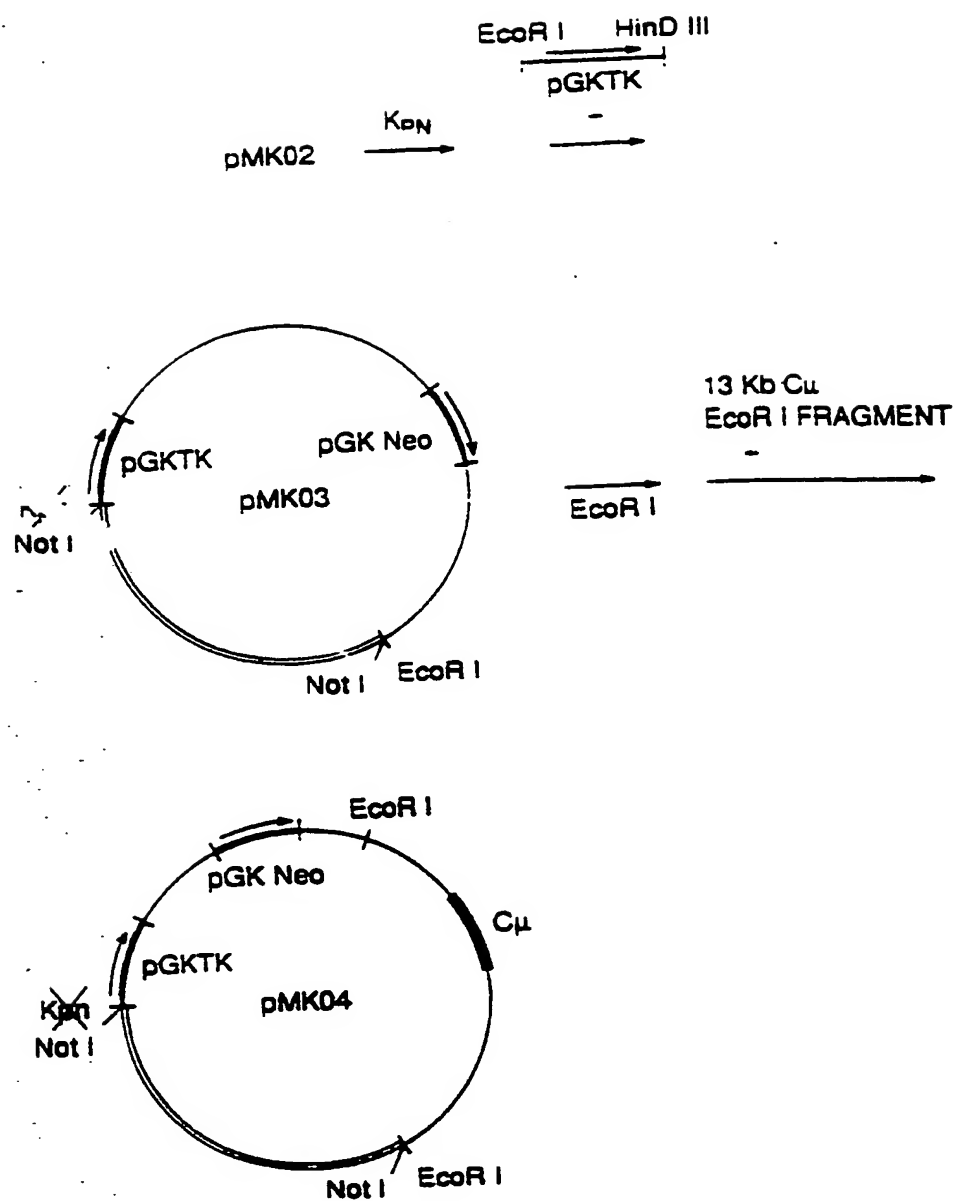 EcoR I HinD III
pGKTK
KpN
pMK02
pGKTK
pGK Neo
pMK03
Not I
Not I EcoR I
13 Kb Cμ
EcoR I FRAGMENT
EcoR I
EcoR I
pGK Neo
Cμ
pGKTK
Kpn
pMK04
Not I
Not I EcoR I